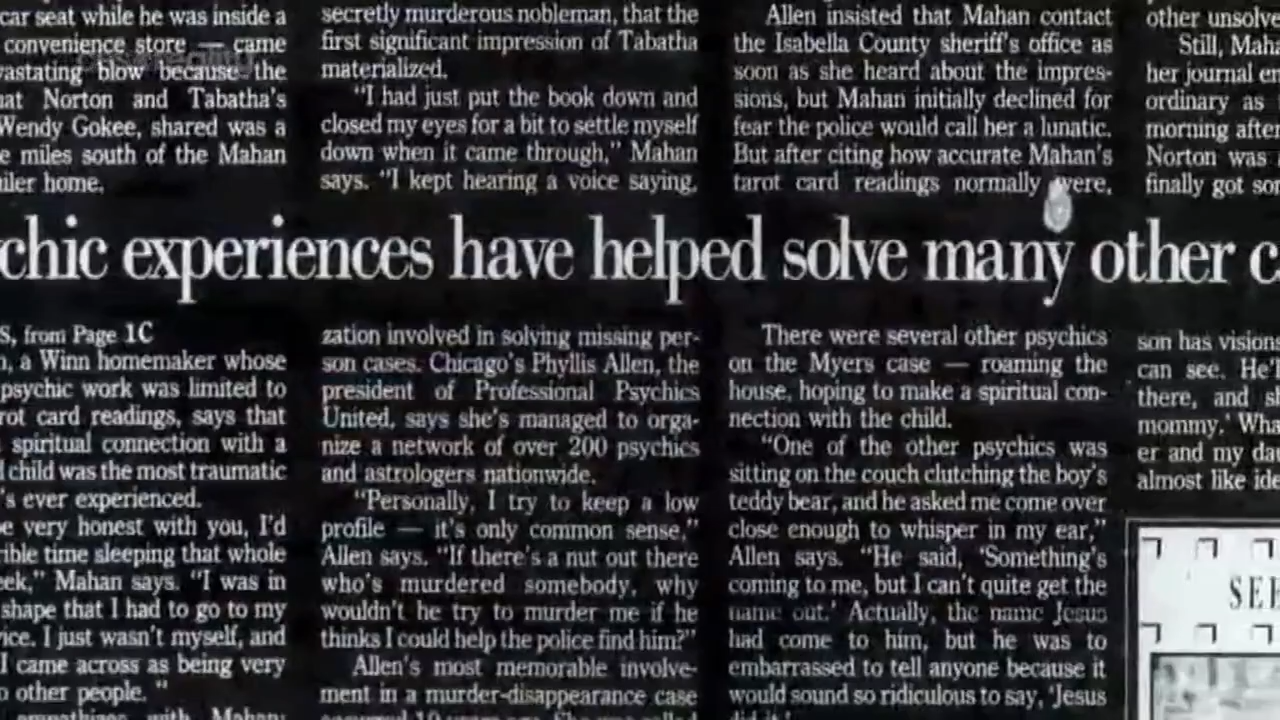 car seat while he was inside a
convenience store — came
blow because the
at Norton and Tabatha's
Wendy Gokee, shared was a
miles south of the Mahan
home.
secretly murderous nobleman, that the
first significant impression of Tabatha
materialized.
"I had just put the book down and
closed my eyes for a bit to settle myself
down when it came through," Mahan
says. "I kept hearing a voice saying,
Allen insisted that Mahan contact
the Isabella County sheriff's office as
soon as she heard about the impres-
sions, but Mahan initially declined for
fear the police would call her a lunatic.
But after citing how accurate Mahan's
tarot card readings normally were,
other
Still,
her journal
ordinary as
morning
Norton was
finally got
chic experiences have helped solve many other c
S, from Page 1C
, a Winn homemaker whose
psychic work was limited to
rot card readings, says that
spiritual connection with a
child was the most traumatic
's ever experienced.
e very honest with you, I'd
rible time sleeping that whole
eek," Mahan says. "I was in
shape that I had to go to my
ice. I just wasn't myself, and
I came across as being very
o other people."
with
zation involved in solving missing per-
son cases. Chicago's Phyllis Allen, the
president of Professional Psychics
United, says she's managed to orga-
nize a network of over 200 psychics
and astrologers nationwide.
"Personally, I try to keep a low
profile — it's only common sense,"
Allen says. "If there's a nut out there
who's murdered somebody, why
wouldn't he try to murder me if he
thinks I could help the police find him?"
Allen's most memorable involve-
ment in a murder-disappearance case
There were several other psychics
on the Myers case — roaming the
house, hoping to make a spiritual con-
nection with the child.
"One of the other psychics was
sitting on the couch clutching the boy's
teddy bear, and he asked me come over
close enough to whisper in my ear,"
Allen says. "He said, 'Something's
coming to me, but I can't quite get the
name out.' Actually, the name Jesus
had come to him, but he was to
embarrassed to tell anyone because it
would sound so ridiculous to say, 'Jesus
son has visions
can see. He'l
there, and
mommy.'
er and my
almost like
SE